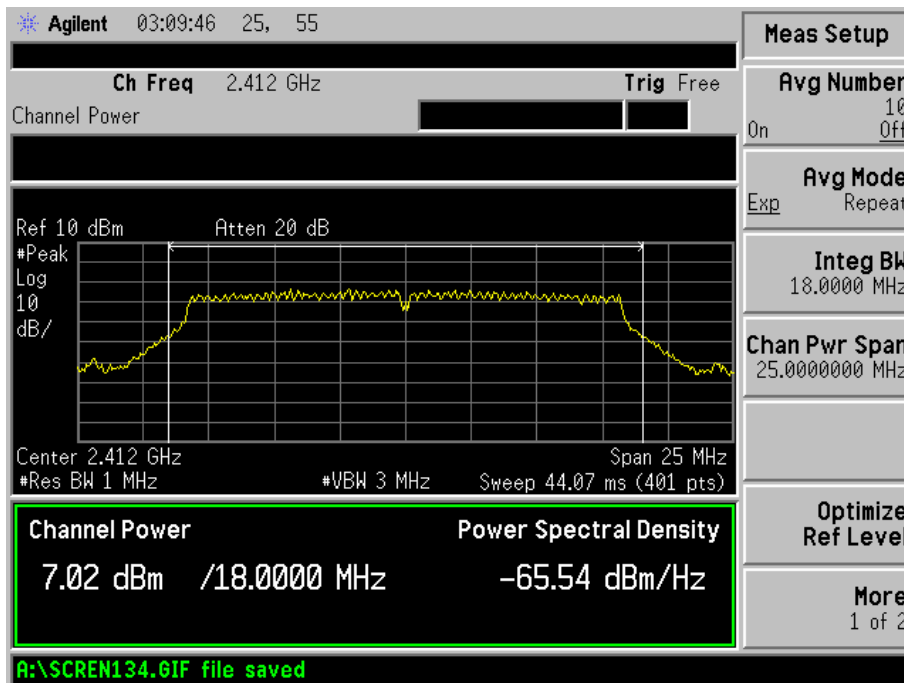 Agilent 03:09:46 25, 55
Ch Freq 2.412 GHz Trig Free
Channel Power
Ref 10 dBm Atten 20 dB
#Peak
Log
10
dB/
Center 2.412 GHz Span 25 MHz
#Res BW 1 MHz #VBW 3 MHz Sweep 44.07 ms (401 pts)
Channel Power Power Spectral Density
7.02 dBm /18.0000 MHz -65.54 dBm/Hz
A:\SCREN134.GIF file saved
Meas Setup
Avg Number
10
On Off
Avg Mode
Exp Repeat
Integ BW
18.0000 MHz
Chan Pwr Span
25.0000000 MHz
Optimize
Ref Level
More
1 of 2